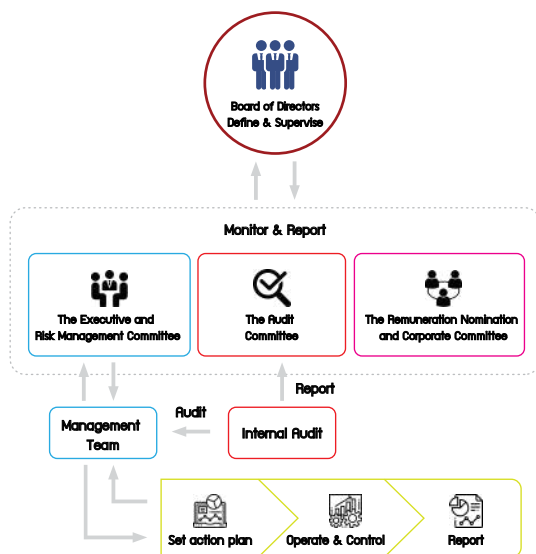 Board of Directors
Define & Supervise
Monitor & Report
The Executive and
Risk Management Committee
The Audit
Committee
The Remuneration Nomination
and Corporate Committee
Report
Audit
Management
Team
Internal Audit
Set action plan
Operate & Control
Report